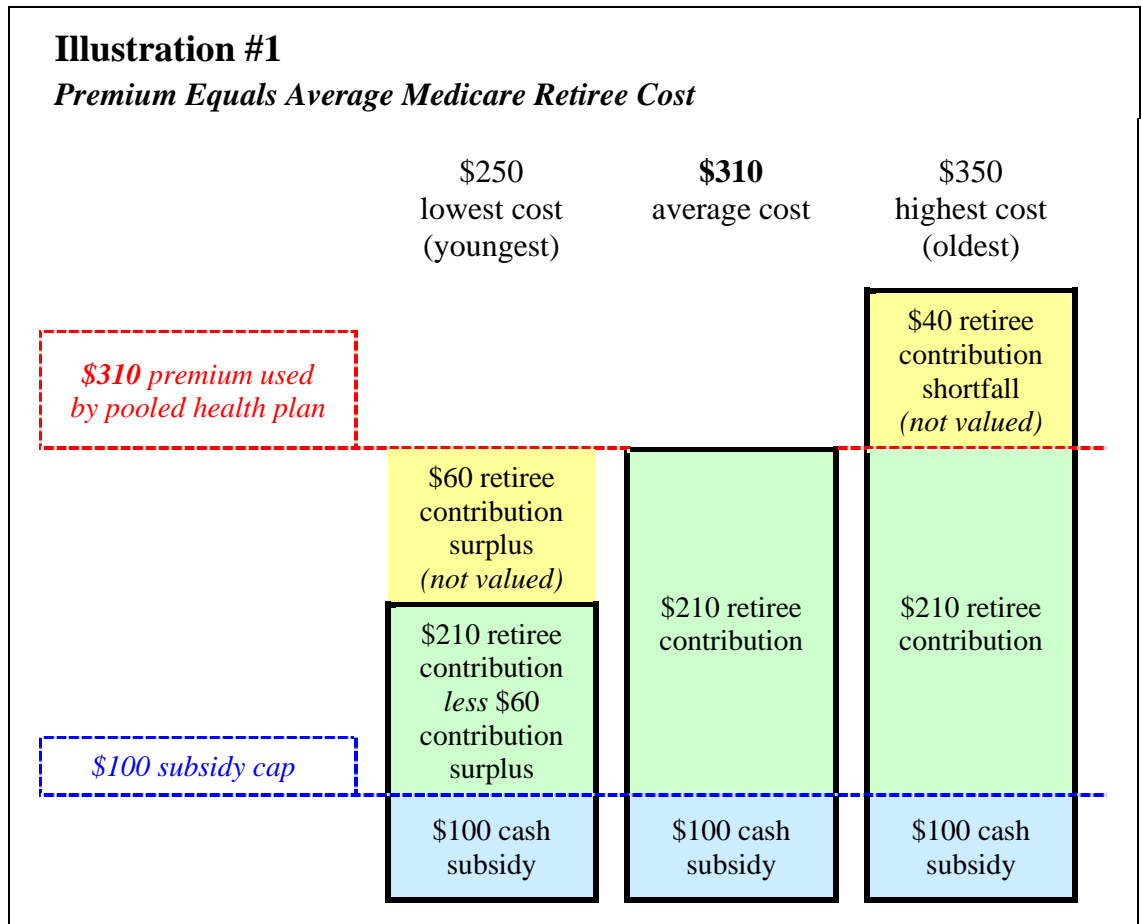 Illustration #1
Premium Equals Average Medicare Retiree Cost
$250
lowest cost
(youngest)
$310
average cost
$350
highest cost
(oldest)
$310 premium used
by pooled health plan
$60 retiree
contribution
surplus
(not valued)
$210 retiree
contribution
less $60
contribution
surplus
$210 retiree
contribution
$40 retiree
contribution
shortfall
(not valued)
$210 retiree
contribution
$100 subsidy cap
$100 cash
subsidy
$100 cash
subsidy
$100 cash
subsidy